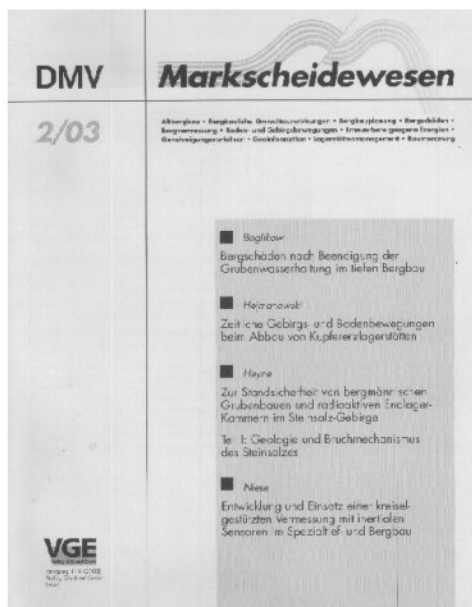 DMV
Markscheidewesen
2/03
Altbergbau • Bergbauliche Umweltauswirkungen • Bergbauplanung • Bergschäden •
Bergvermessung • Boden- und Gebirgsbewegungen • Erneuerbare geogene Energien •
Genehmigungsverfahren • Geoinformation • Lagerstättenmanagement • Raumordnung
Baglikow
Bergschäden nach Beendigung der
Grubenwasserhaltung im tiefen Bergbau
Hejmanowski
Zeitliche Gebirgs- und Bodenbewegungen
beim Abbau von Kupfererzlagerstätten
Heyne
Zur Standsicherheit von bergmännischen
Grubenbauen und radioaktiven Endlager-
Kammern im Steinsalz-Gebirge
Teil I: Geologie und Bruchmechanismus
des Steinsalzes
Niese
Entwicklung und Einsatz einer kreisel-
gestürzten Vermessung mit inertialen
Sensoren im Spezialtief- und Bergbau
VGE